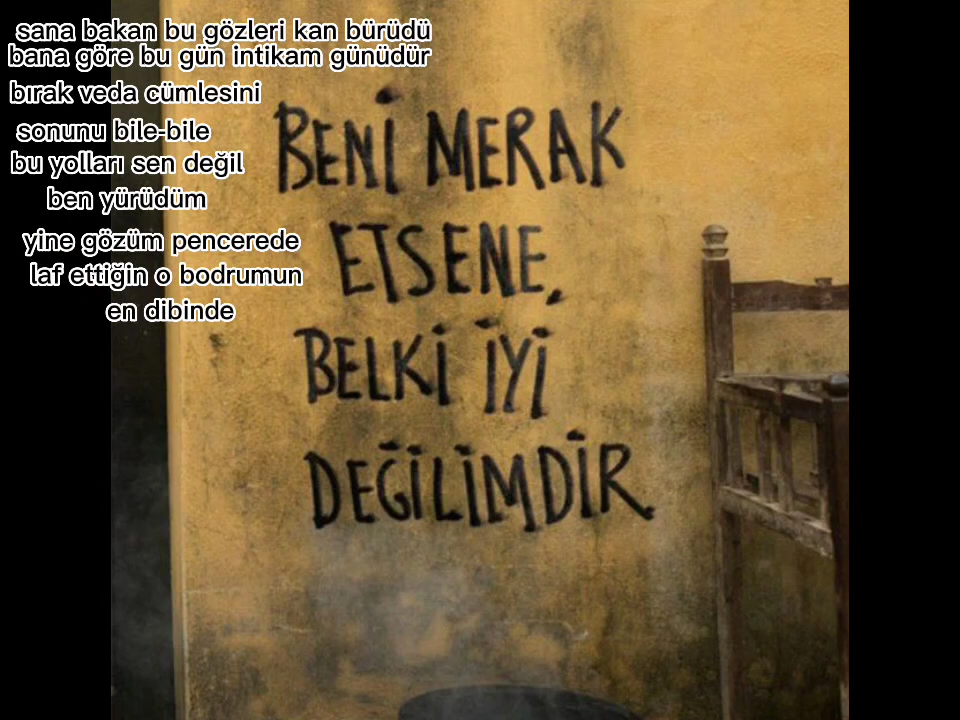 sana bakan bu gözleri kan bürüdü
bana göre bu gün intikam günüdür
bırak veda cümlesini
sonunu bile-bile
bu yolları sen değil
ben yürüdüm
yine gözüm pencerede
laf ettiğin o bodrumun
en dibinde
BENİ MERAK
ETSENE,
BELKİ İYİ
DEĞİLİMDİR.